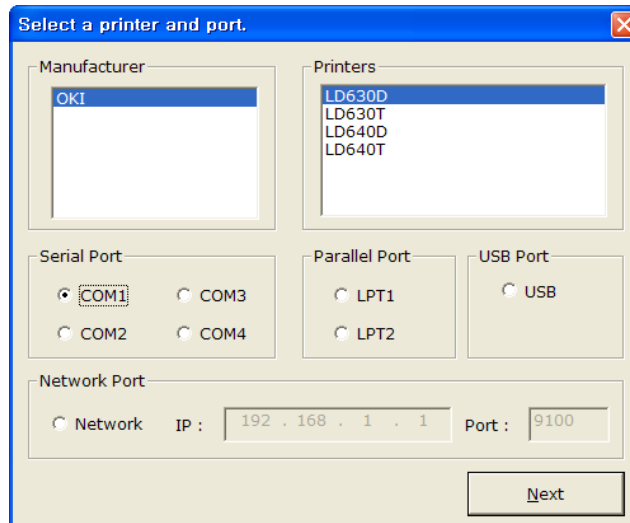 Select a printer and port.
Manufacturer
OKI
Printers
LD630D
LD630T
LD640D
LD640T
Serial Port
COM1 COM3
COM2 COM4
Parallel Port
LPT1
LPT2
USB Port
USB
Network Port
Network IP : 192 . 168 . 1 . 1 Port : 9100
Next